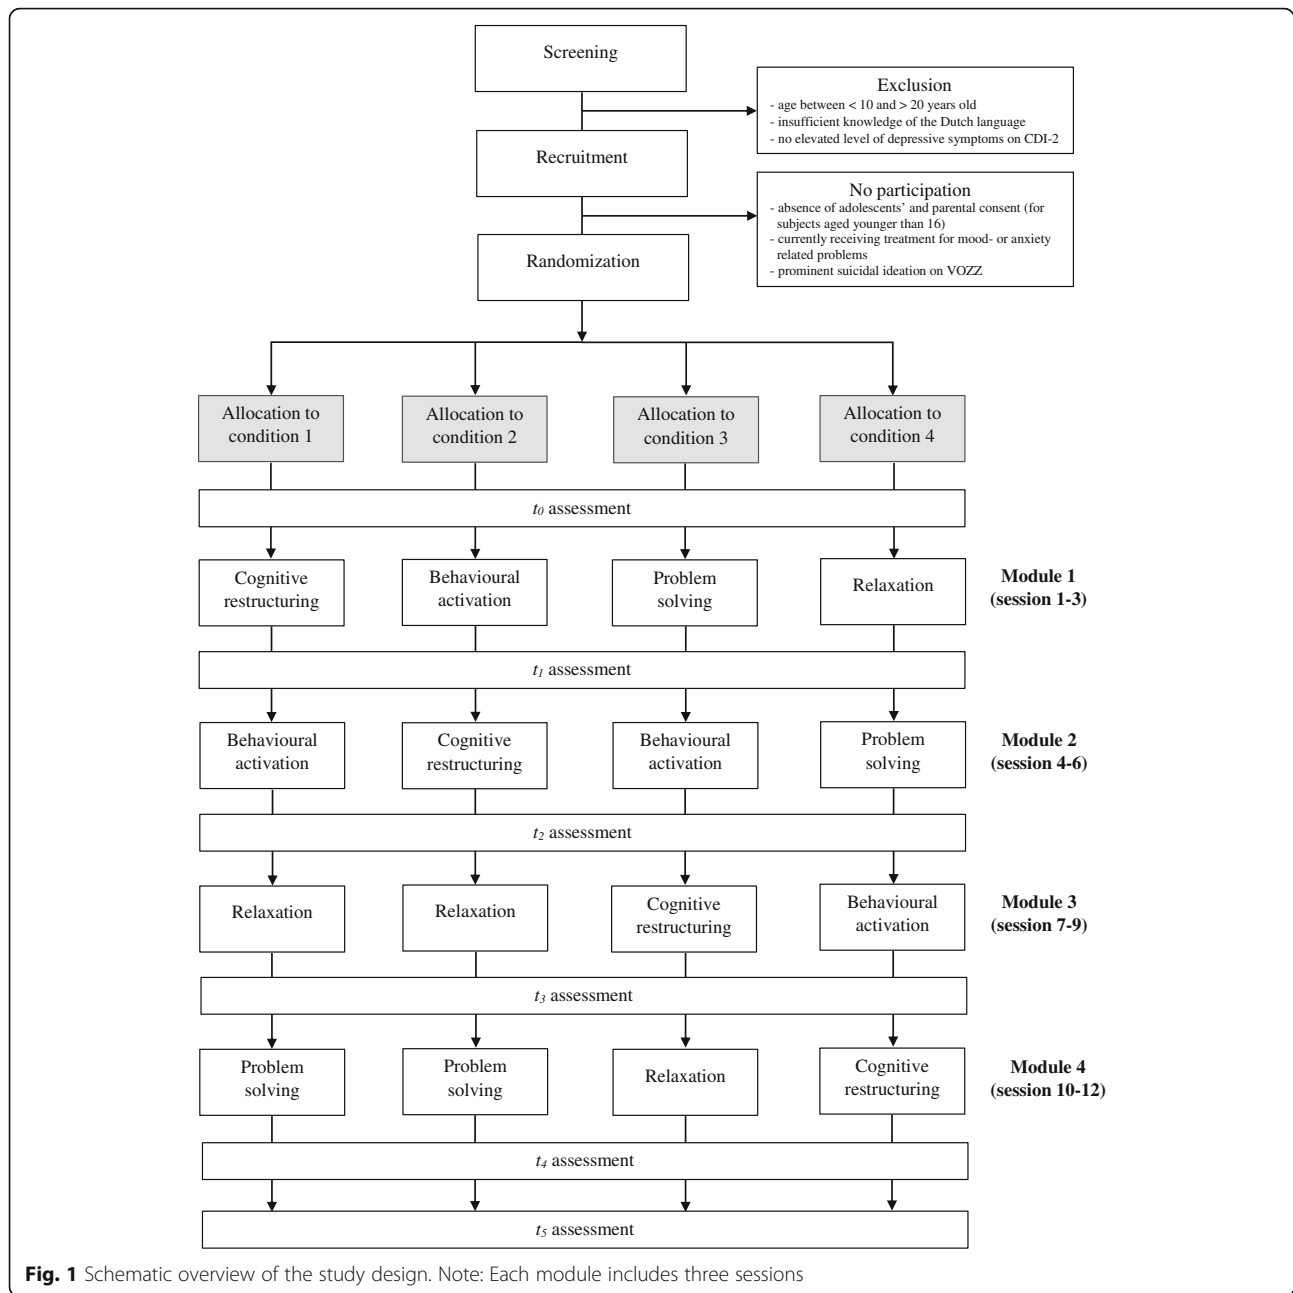 Screening
Exclusion
- age between < 10 and > 20 years old
- insufficient knowledge of the Dutch language
- no elevated level of depressive symptoms on CDI-2
Recruitment
No participation
- absence of adolescents' and parental consent (for
subjects aged younger than 16)
- currently receiving treatment for mood- or anxiety
related problems
- prominent suicidal ideation on VOZZ
Randomization
Allocation to
condition 1
Allocation to
condition 2
Allocation to
condition 3
Allocation to
condition 4
t0 assessment
Cognitive
restructuring
Behavioural
activation
Problem
solving
Relaxation
Module 1
(session 1-3)
t1 assessment
Behavioural
activation
Cognitive
restructuring
Behavioural
activation
Problem
solving
Module 2
(session 4-6)
t2 assessment
Relaxation
Relaxation
Cognitive
restructuring
Behavioural
activation
Module 3
(session 7-9)
t3 assessment
Problem
solving
Problem
solving
Relaxation
Cognitive
restructuring
Module 4
(session 10-12)
t4 assessment
t5 assessment
Fig. 1 Schematic overview of the study design. Note: Each module includes three sessions